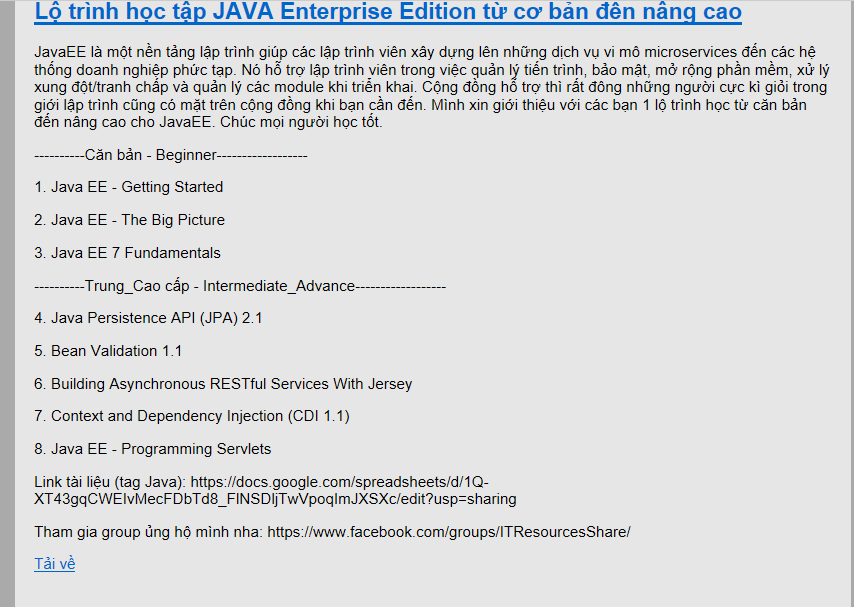 Lộ trình học tập JAVA Enterprise Edition từ cơ bản đến nâng cao
JavaEE là một nền tảng lập trình giúp các lập trình viên xây dựng lên những dịch vụ vi mô microservices đến các hệ
thống doanh nghiệp phức tạp. Nó hỗ trợ lập trình viên trong việc quản lý tiến trình, bảo mật, mở rộng phần mềm, xử lý
xung đột/tranh chấp và quản lý các module khi triển khai. Cộng đồng hỗ trợ thì rất đông những người cực kì giỏi trong
giới lập trình cũng có mặt trên cộng đồng khi bạn cần đến. Mình xin giới thiệu với các bạn 1 lộ trình học từ căn bản
đến nâng cao cho JavaEE. Chúc mọi người học tốt.
----------Căn bản - Beginner------------------
1. Java EE - Getting Started
2. Java EE - The Big Picture
3. Java EE 7 Fundamentals
----------Trung_Cao cấp - Intermediate_Advance------------------
4. Java Persistence API (JPA) 2.1
5. Bean Validation 1.1
6. Building Asynchronous RESTful Services With Jersey
7. Context and Dependency Injection (CDI 1.1)
8. Java EE - Programming Servlets
Link tài liệu (tag Java): https://docs.google.com/spreadsheets/d/1Q-
XT43gqCWEIvMecFDbTd8_FlNSDljTwVpoqImJXSXc/edit?usp=sharing
Tham gia group ủng hộ mình nha: https://www.facebook.com/groups/ITResourcesShare/
Tải về